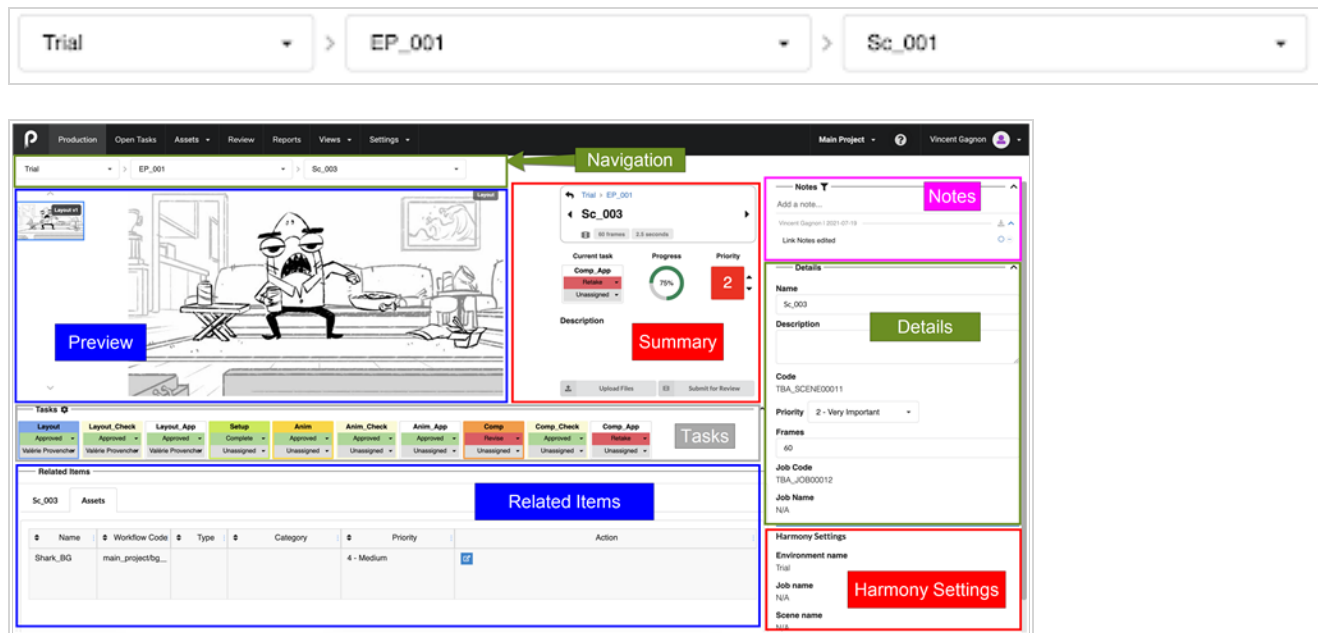 Trial > EP_001 > Sc_001
Production Open Tasks Assets Review Reports Views Settings Main Project Vincent Gagnon
Navigation
Trial > EP_001 > Sc_003
Layout v1
Layout
Preview
Trial > EP_001
Sc_003
60 frames 2.5 seconds
Current task Progress Priority
Comp_App
Retake
Unassigned
75%
2
Description
Summary
Upload Files Submit for Review
Notes
Notes
Add a note...
Vincent Gagnon | 2021-07-19
Link Notes edited
Details
Name
Sc_003
Description
Details
Code
TBA_SCENE00011
Priority 2 - Very Important
Frames
60
Job Code
TBA_JOB00012
Job Name
N/A
Tasks
Layout Layout_Check Layout_App Setup Anim Anim_Check Anim_App Comp Comp_Check Comp_App
Approved Approved Approved Complete Approved Approved Approved Revise Approved Retake
Valérie Provencher Valérie Provencher Valérie Provencher Unassigned Unassigned Unassigned Unassigned Unassigned Unassigned Unassigned
Tasks
Related Items
Related Items
Sc_003 Assets
Name Workflow Code Type Category Priority Action
Shark_BG main_project/bg_ 4 - Medium
Harmony Settings
Environment name
Trial
Job name
N/A
Harmony Settings
Scene name
N/A